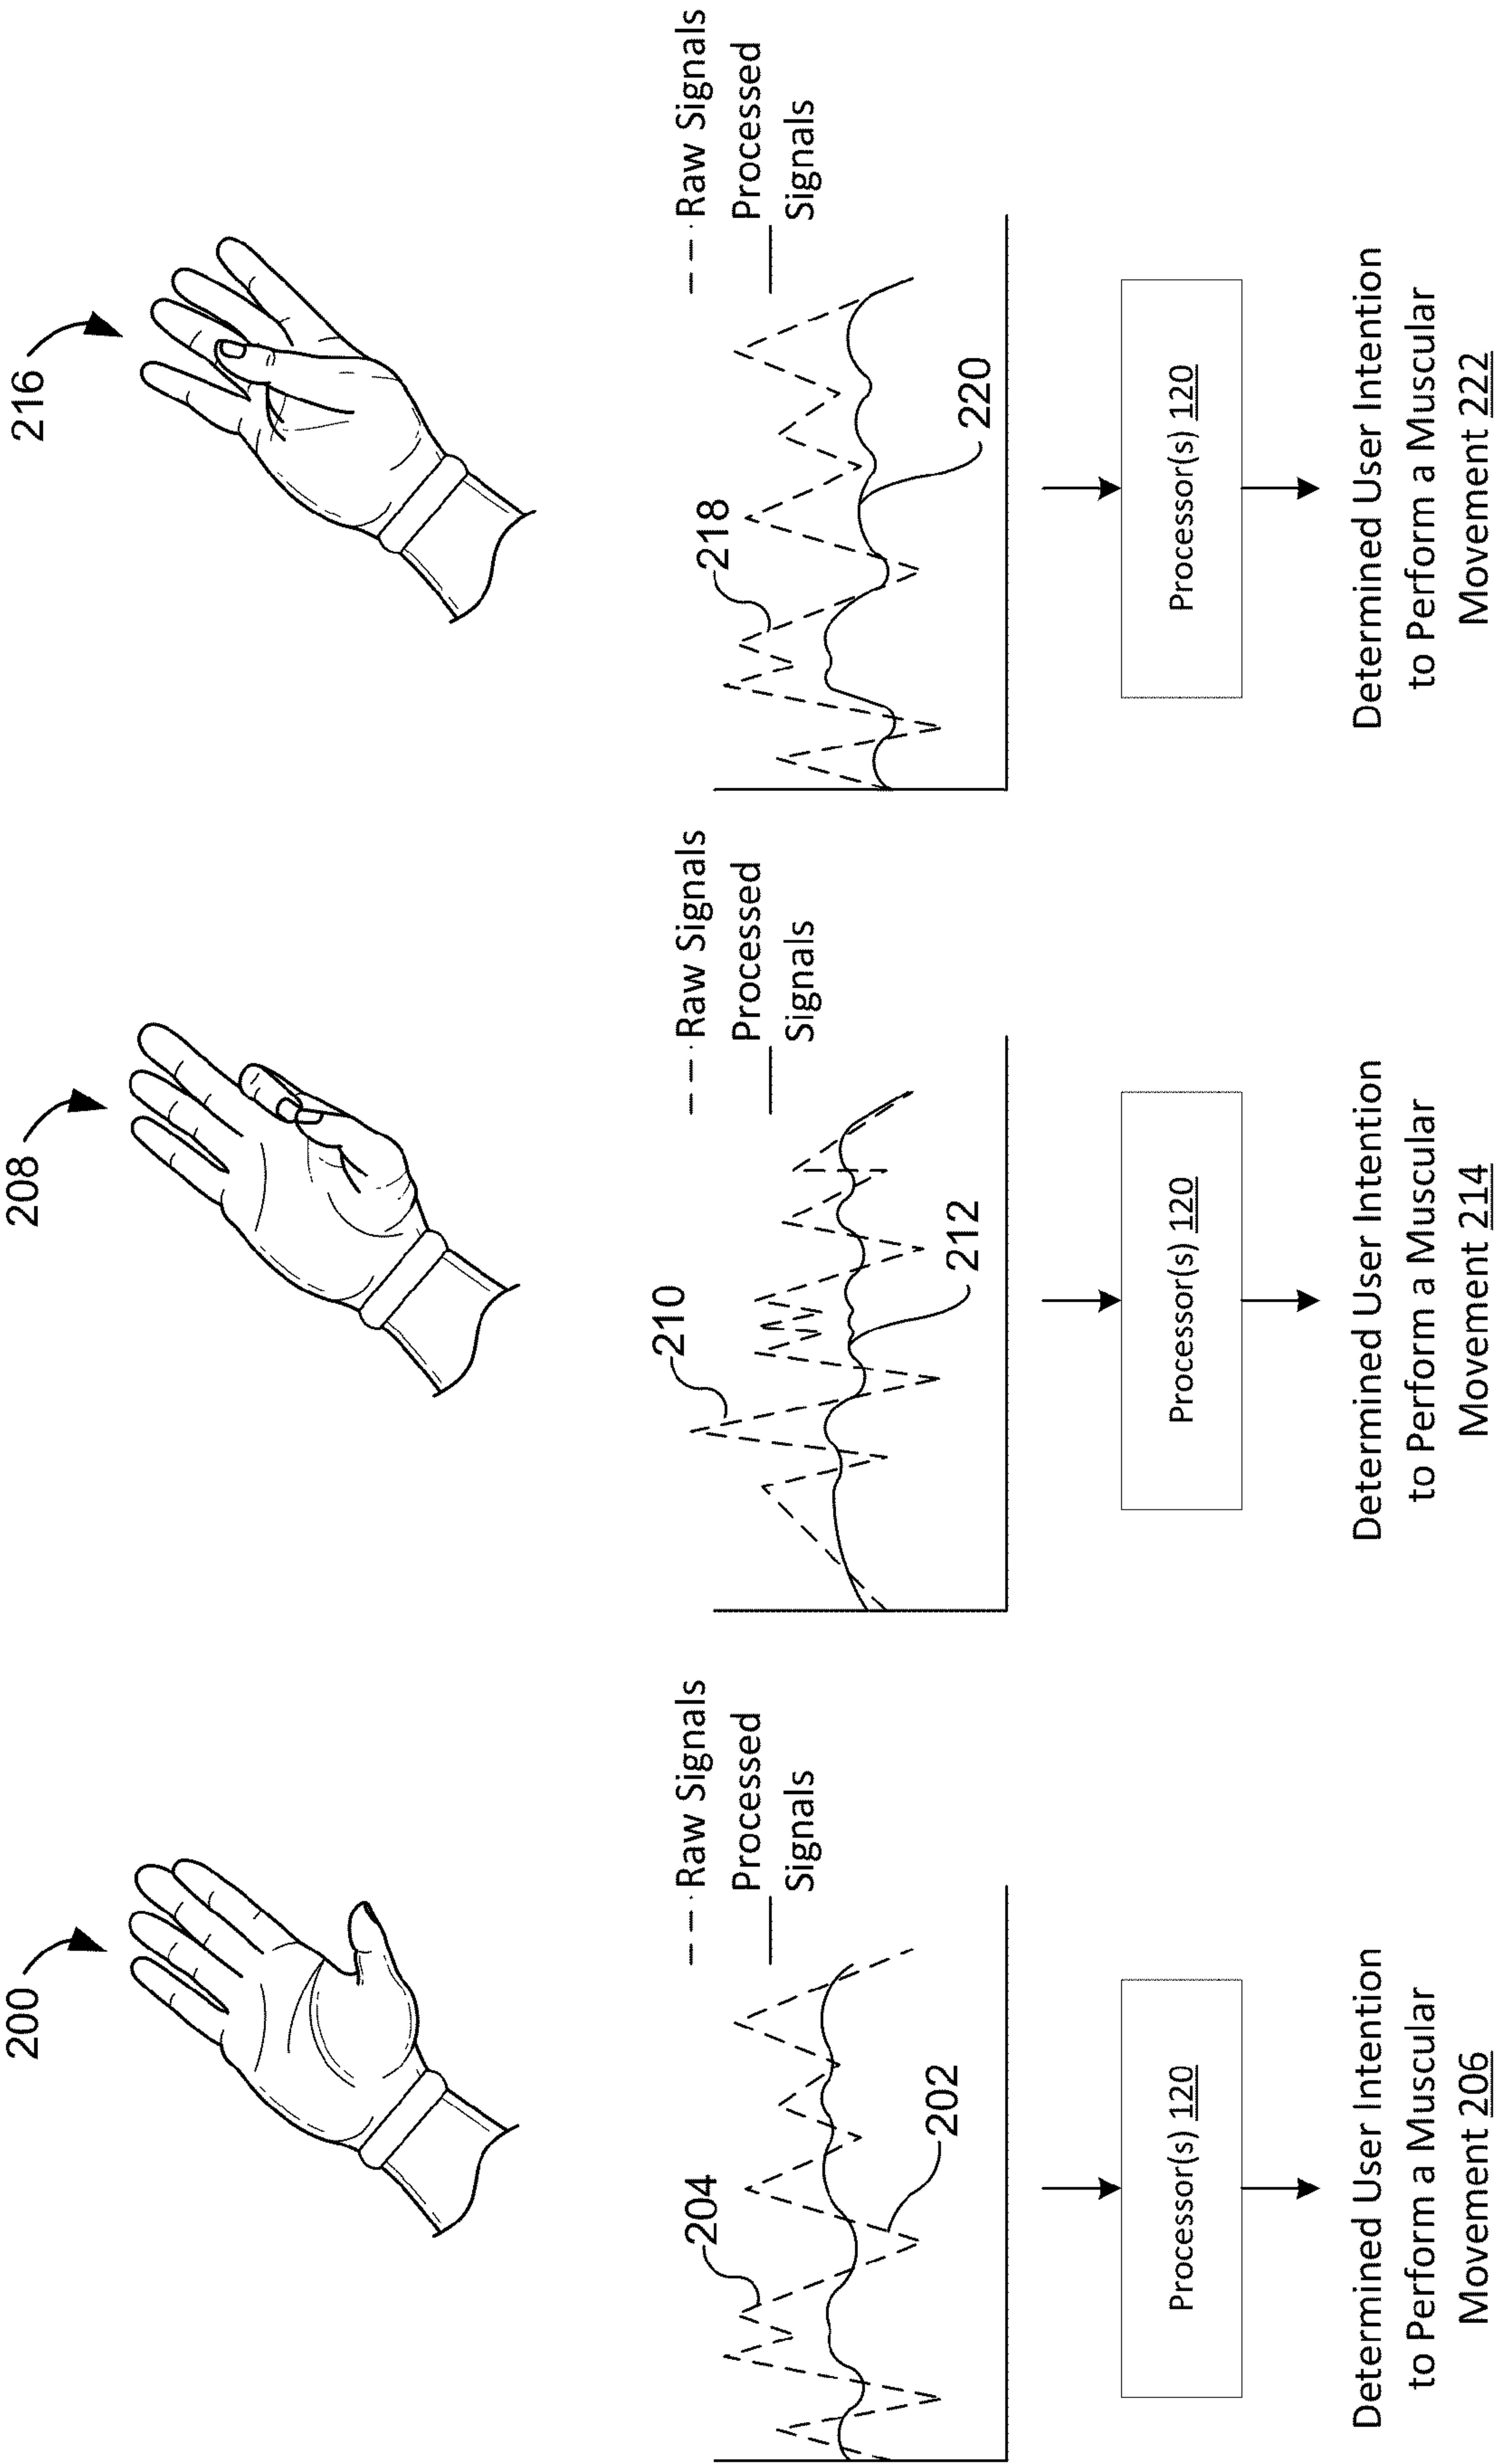 200
204
202
Raw Signals
Processed
Signals
Processor(s) 120
Determined User Intention
to Perform a Muscular
Movement 206
208
210
212
Raw Signals
Processed
Signals
Processor(s) 120
Determined User Intention
to Perform a Muscular
Movement 214
216
218
220
Raw Signals
Processed
Signals
Processor(s) 120
Determined User Intention
to Perform a Muscular
Movement 222